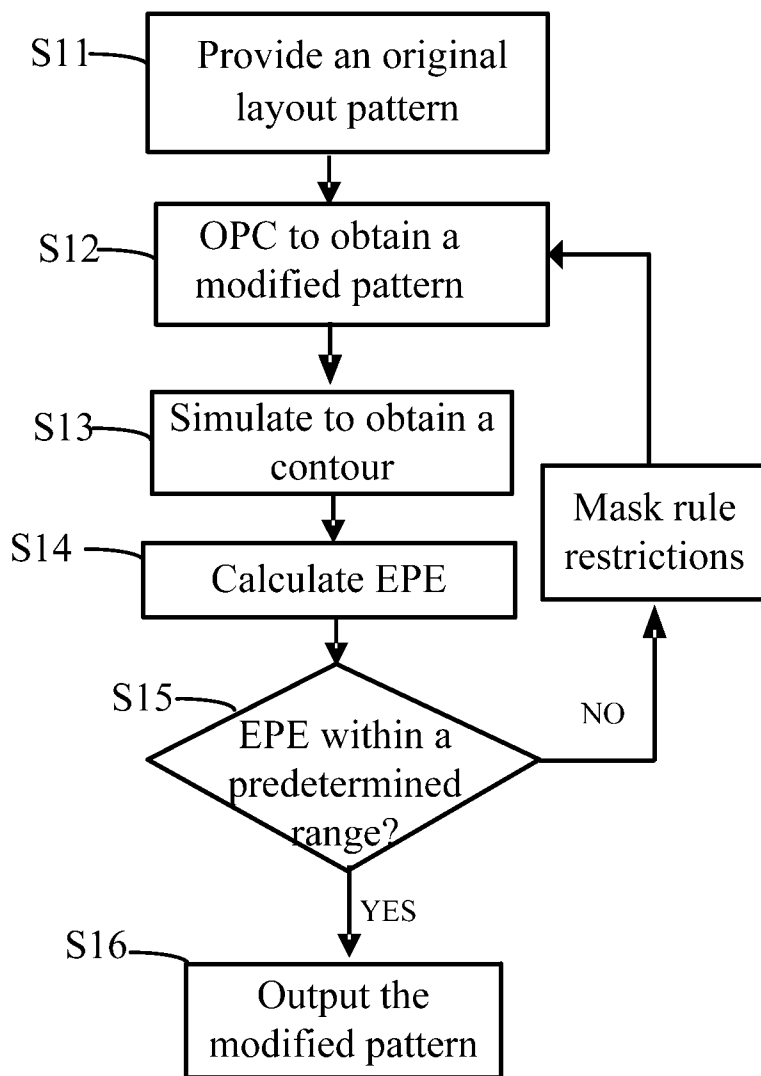 S11
Provide an original
layout pattern
S12
OPC to obtain a
modified pattern
S13
Simulate to obtain a
contour
Mask rule
restrictions
S14
Calculate EPE
S15
EPE within a
predetermined
range?
NO
YES
S16
Output the
modified pattern